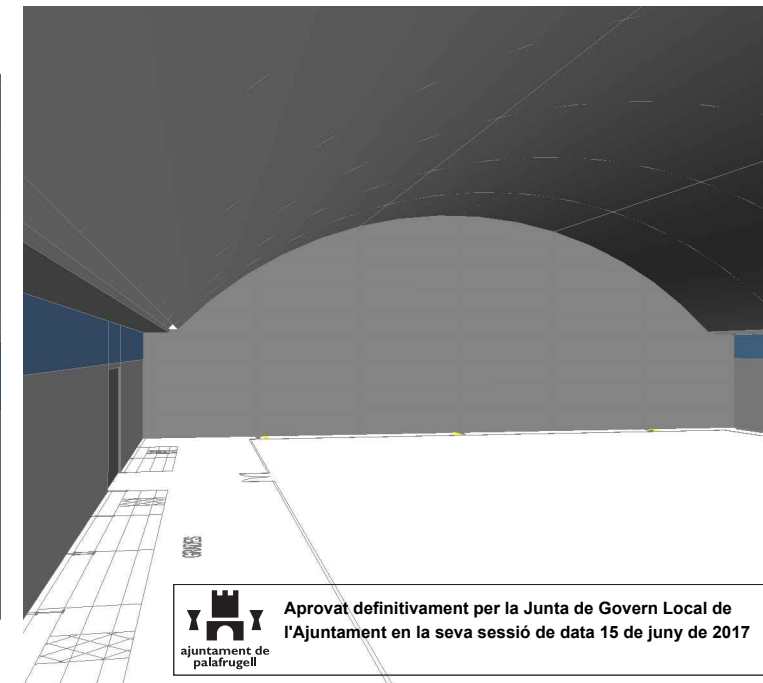 GRADES
Aprovat definitivament per la Junta de Govern Local de
l'Ajuntament en la seva sessió de data 15 de juny de 2017
ajuntament de
palafrugell